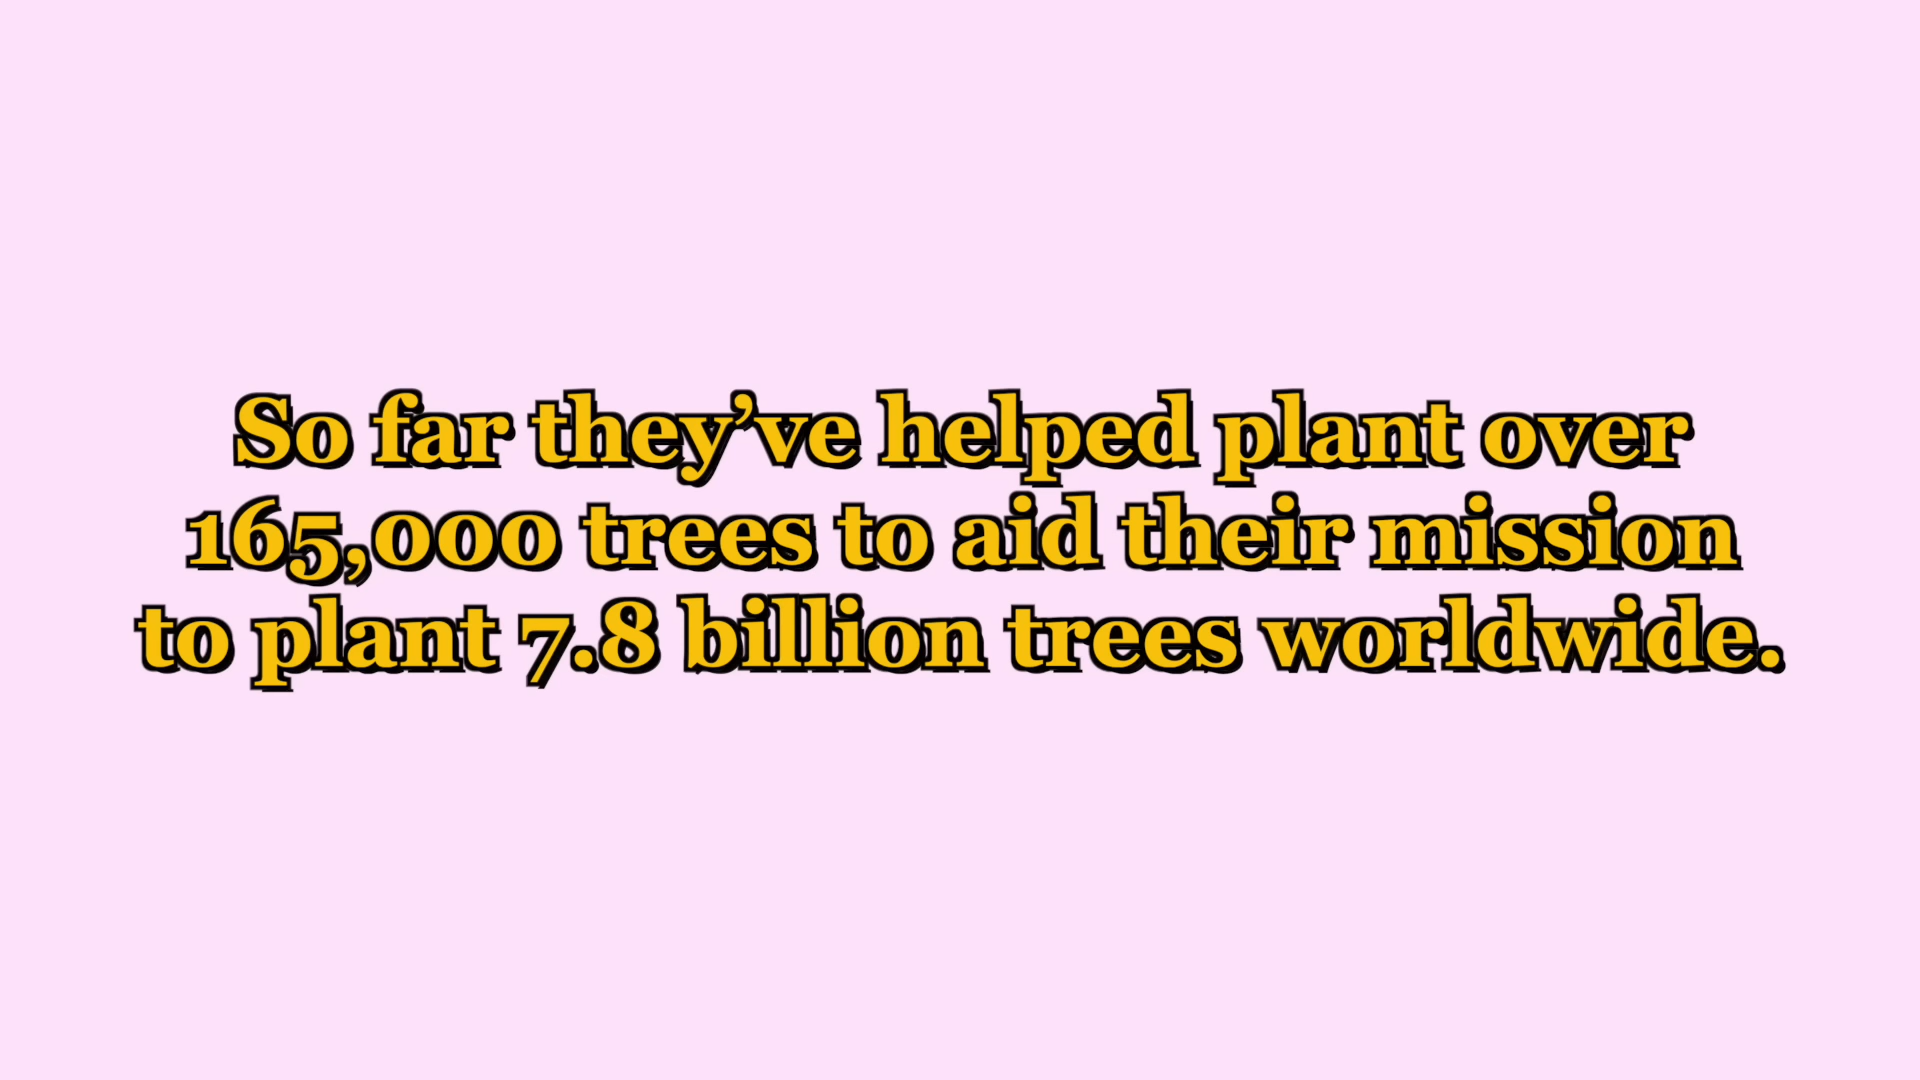 So far they’ve helped plant over
165,000 trees to aid their mission
to plant 7.8 billion trees worldwide.